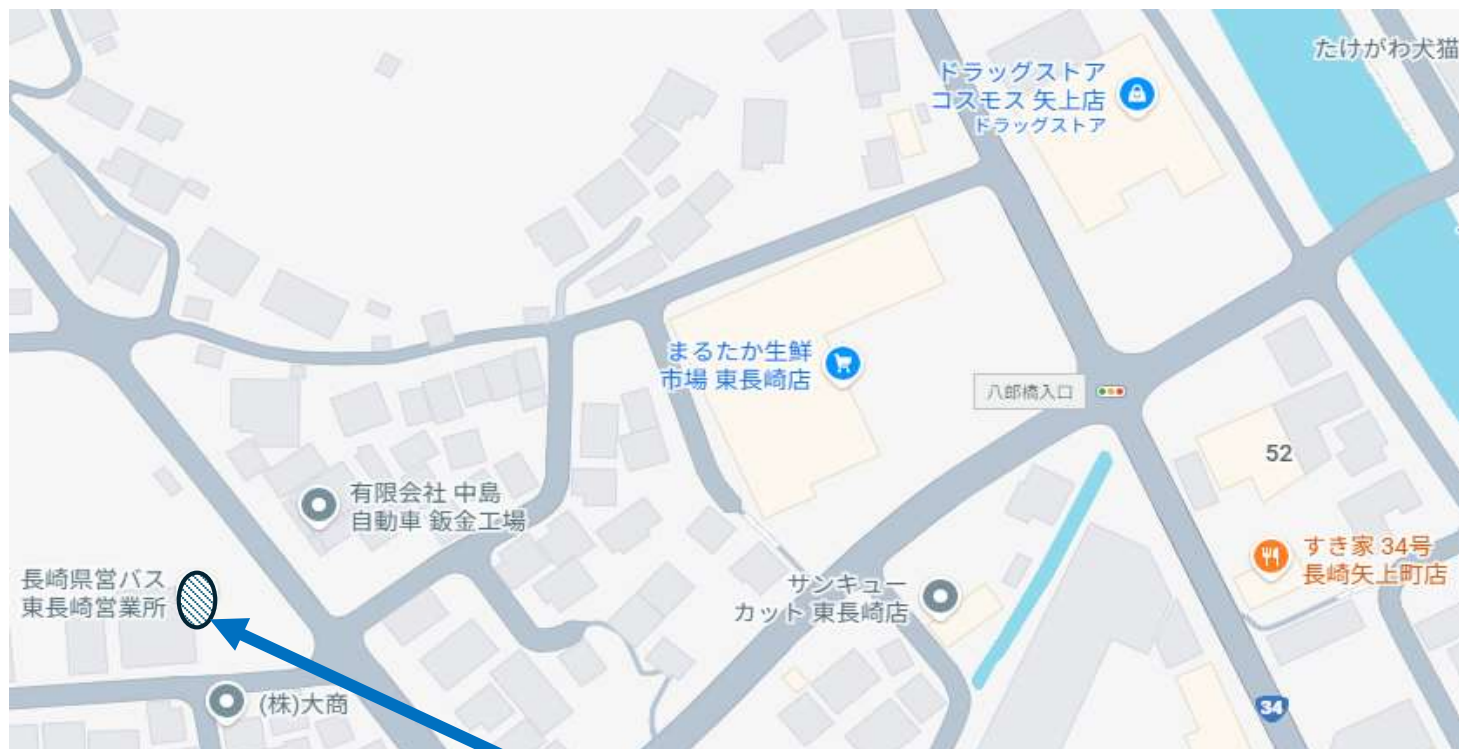 たけがわ犬猫
ドラッグストア
コスモス 矢上店
ドラッグストア
まるたか生鮮
市場 東長崎店
八郎橋入口
52
有限会社 中島
自動車 鈑金工場
すき家 34号
長崎矢上町店
長崎県営バス
東長崎営業所
サンキュー
カット 東長崎店
(株)大商
34